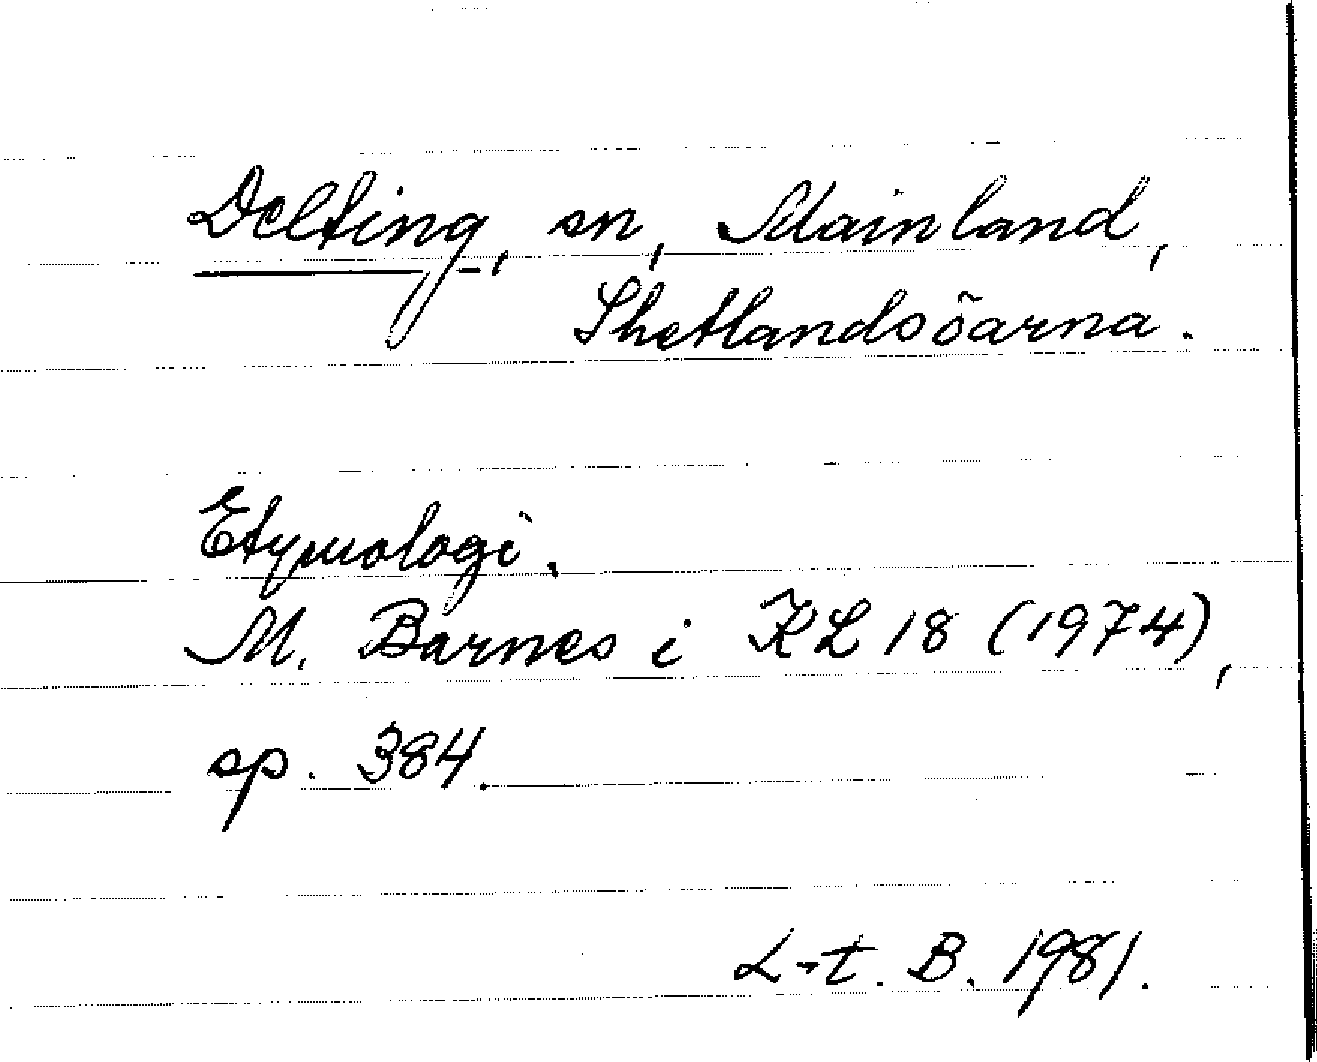 Delting, sn, Mainland,
Shetlandsöarna.
Etymologi.
M. Barnes i KL 18 (1974),
sp. 384.
L-t. B. 1981.